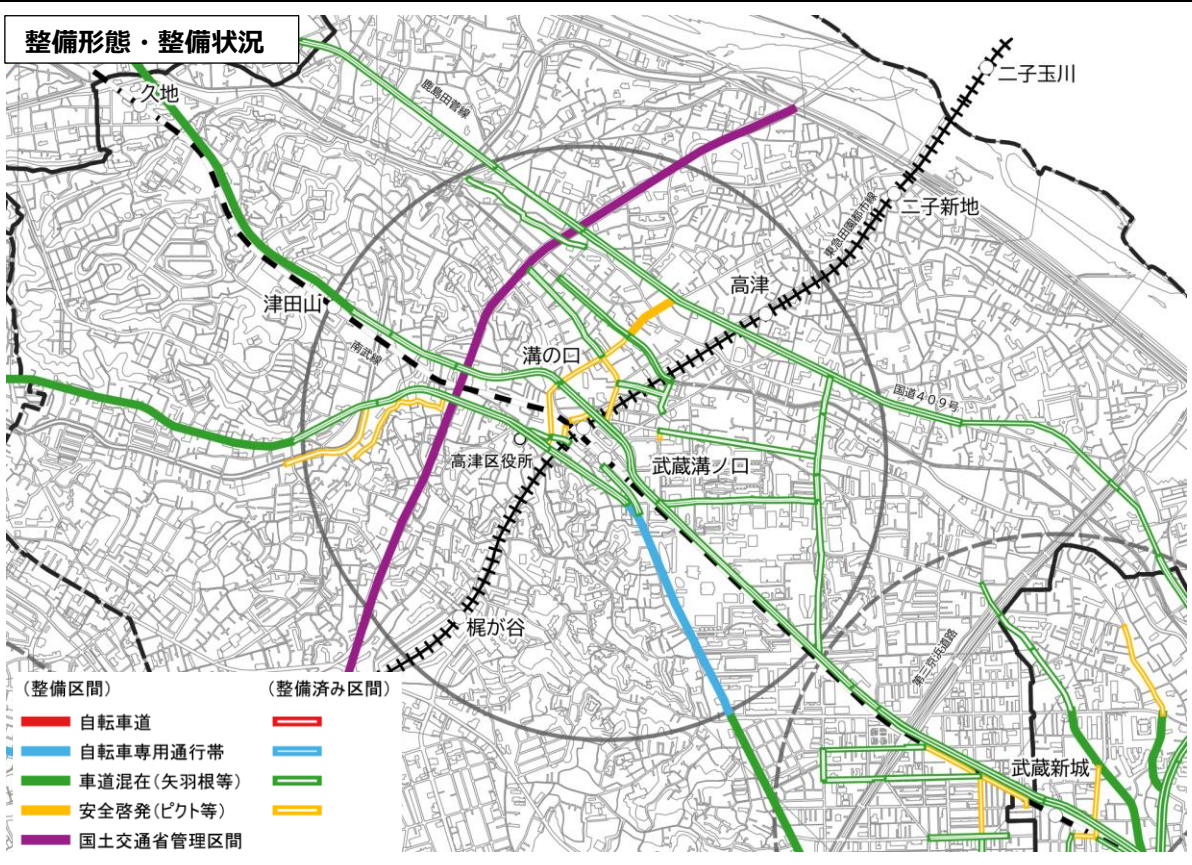 整備形態・整備状況
二子玉川
久地
鹿島田菅線
二子新地
東急田園都市線
高津
津田山
南武線
溝の口
国道409号
高津区役所
武蔵溝ノ口
梶が谷
第三京浜道路
武蔵新城
(整備区間) (整備済み区間)
自転車道
自転車専用通行帯
車道混在(矢羽根等)
安全啓発(ピクト等)
国土交通省管理区間